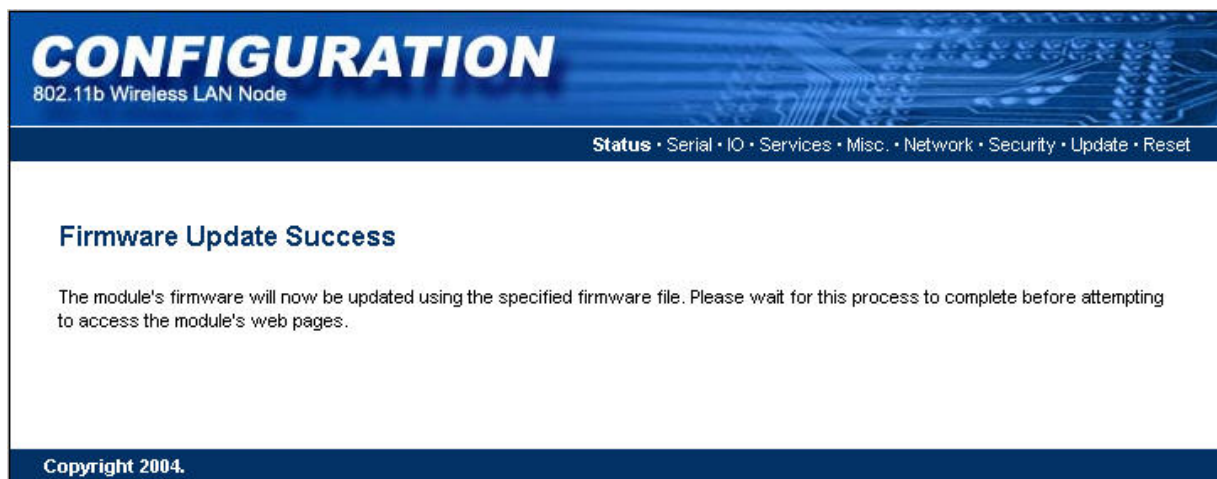 CONFIGURATION
802.11b Wireless LAN Node
Status • Serial • IO • Services • Misc. • Network • Security • Update • Reset
Firmware Update Success
The module's firmware will now be updated using the specified firmware file. Please wait for this process to complete before attempting
to access the module's web pages.
Copyright 2004.